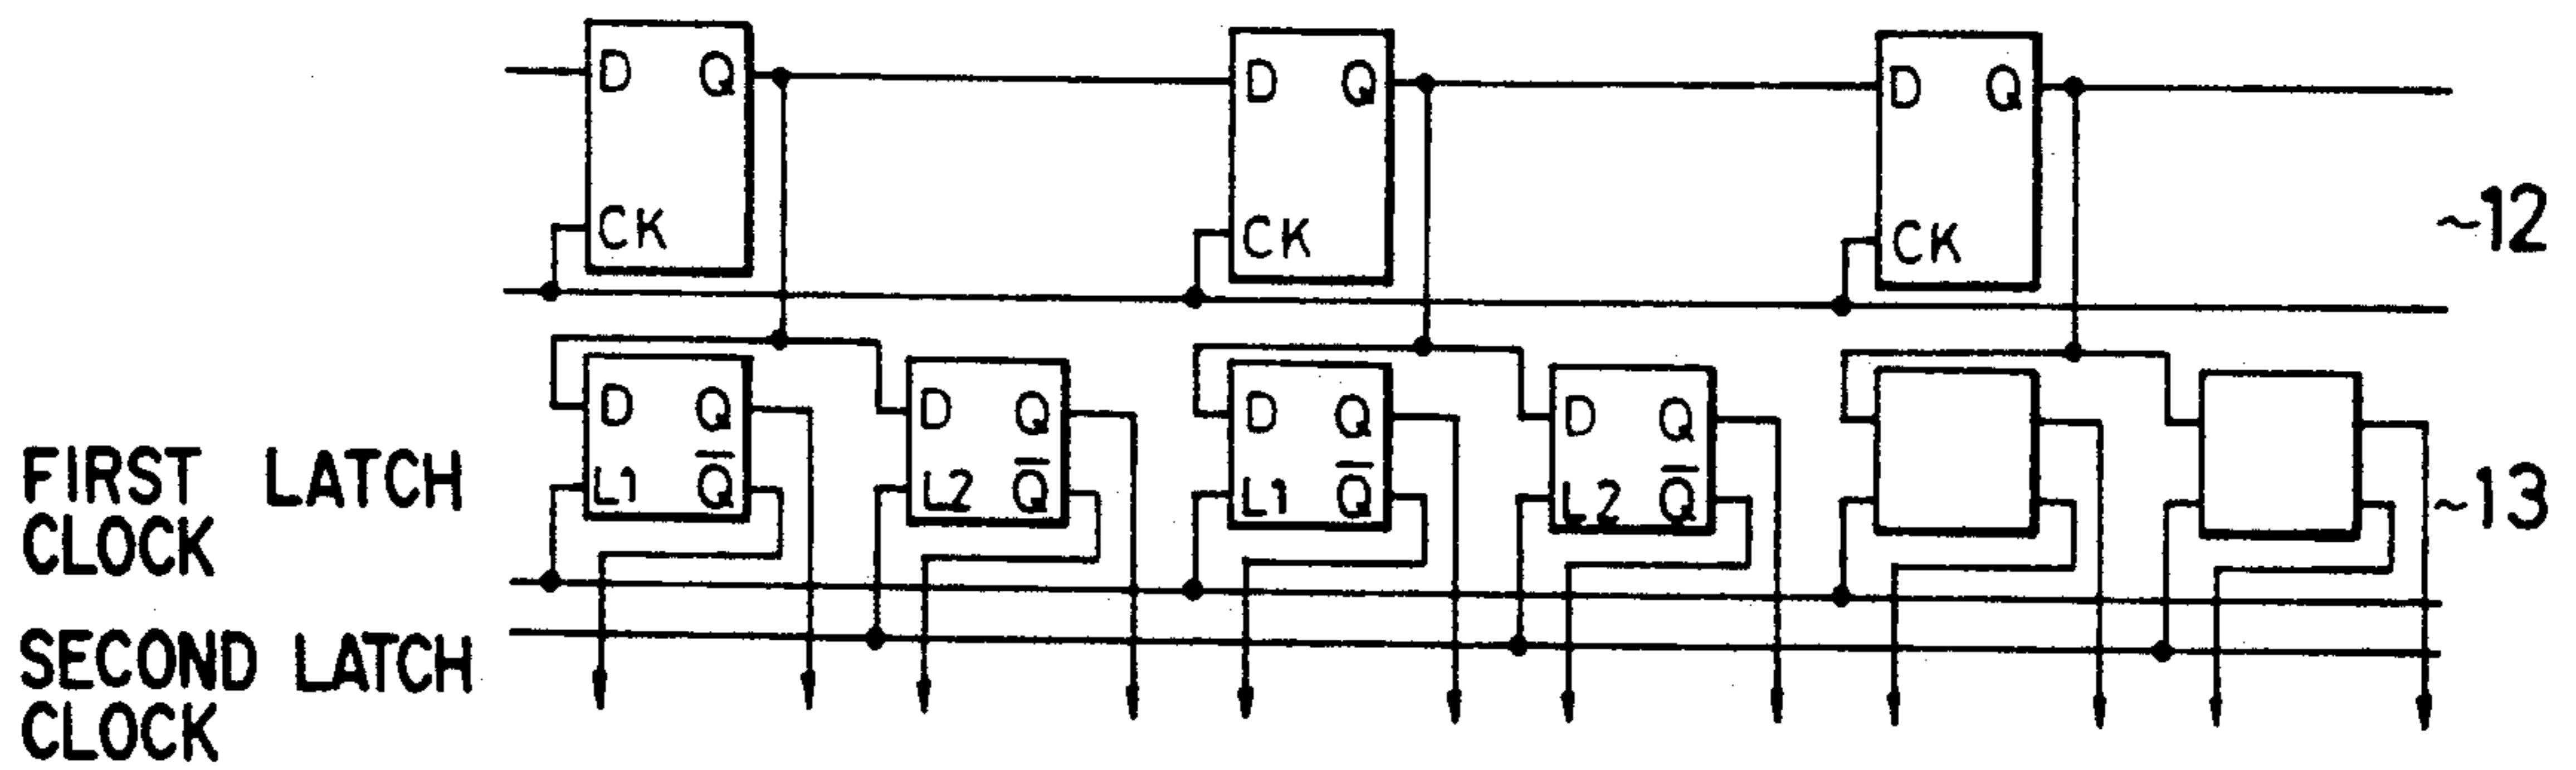 D Q D Q D Q
CK CK CK ~12
D Q D Q D Q D Q
L1 Q̅ L2 Q̅ L1 Q̅ L2 Q̅ ~13
FIRST LATCH
CLOCK
SECOND LATCH
CLOCK